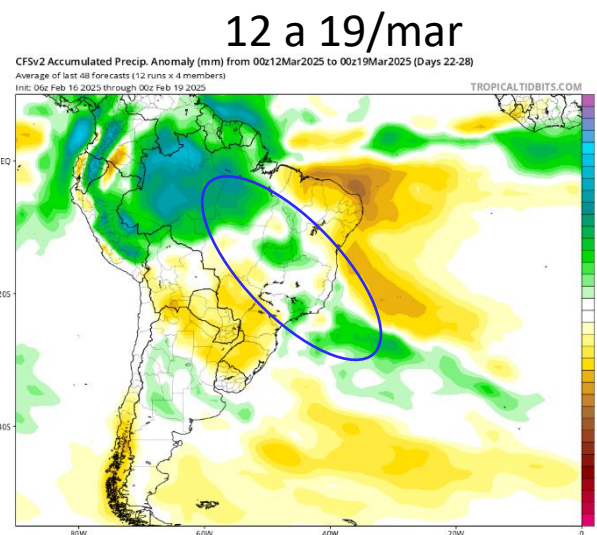 12 a 19/mar
CFSv2 Accumulated Precip. Anomaly (mm) from 00z12Mar2025 to 00z19Mar2025 (Days 22-28)
Average of last 48 forecasts (12 runs x 4 members)
Init: 06z Feb 16 2025 through 00z Feb 19 2025 TROPICALTIDBITS.COM
EQ
20S
40S
80W 60W 40W 20W 0